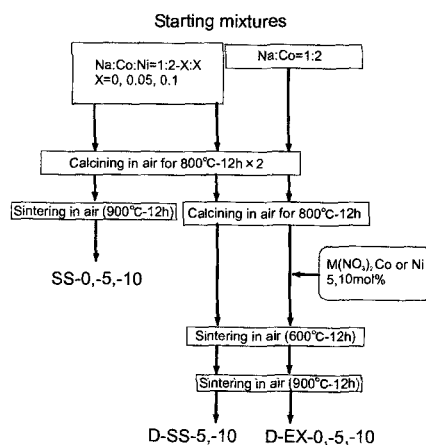 Starting mixtures
Na:Co:Ni=1:2-X:X
X=0, 0.05, 0.1
Na:Co=1:2
Calcining in air for 800°C-12h×2
Sintering in air (900°C-12h)
Calcining in air for 800°C-12h
SS-0,-5,-10
M(NO₃)₂Co or Ni
5,10mol%
Sintering in air (600°C-12h)
Sintering in air (900°C-12h)
D-SS-5,-10
D-EX-0,-5,-10